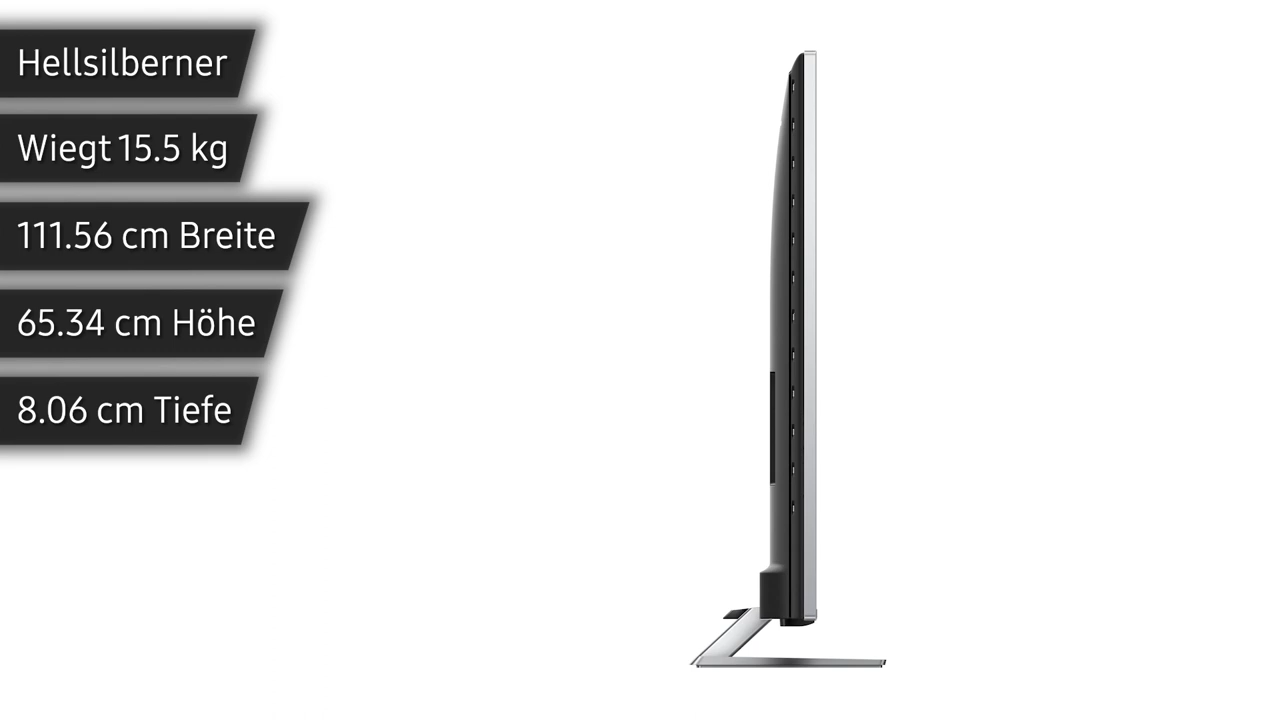 Hellsilberner
Wiegt 15.5 kg
111.56 cm Breite
65.34 cm Höhe
8.06 cm Tiefe